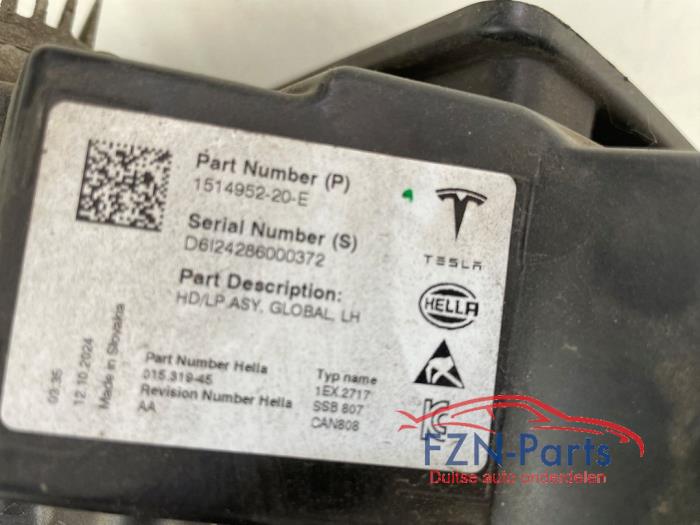 Part Number (P)
1514952-20-E
Serial Number (S)
D6I24286000372
Part Description:
HD/LP ASY, GLOBAL, LH
TESLA
HELLA
Part Number Hella
015.319-45
Revision Number Hella
AA
Typ name
1EX 2717
SSB 807
CAN808
03:35
12.10.2024
Made in Slovakia
FZN-Parts
Duitse auto onderdelen